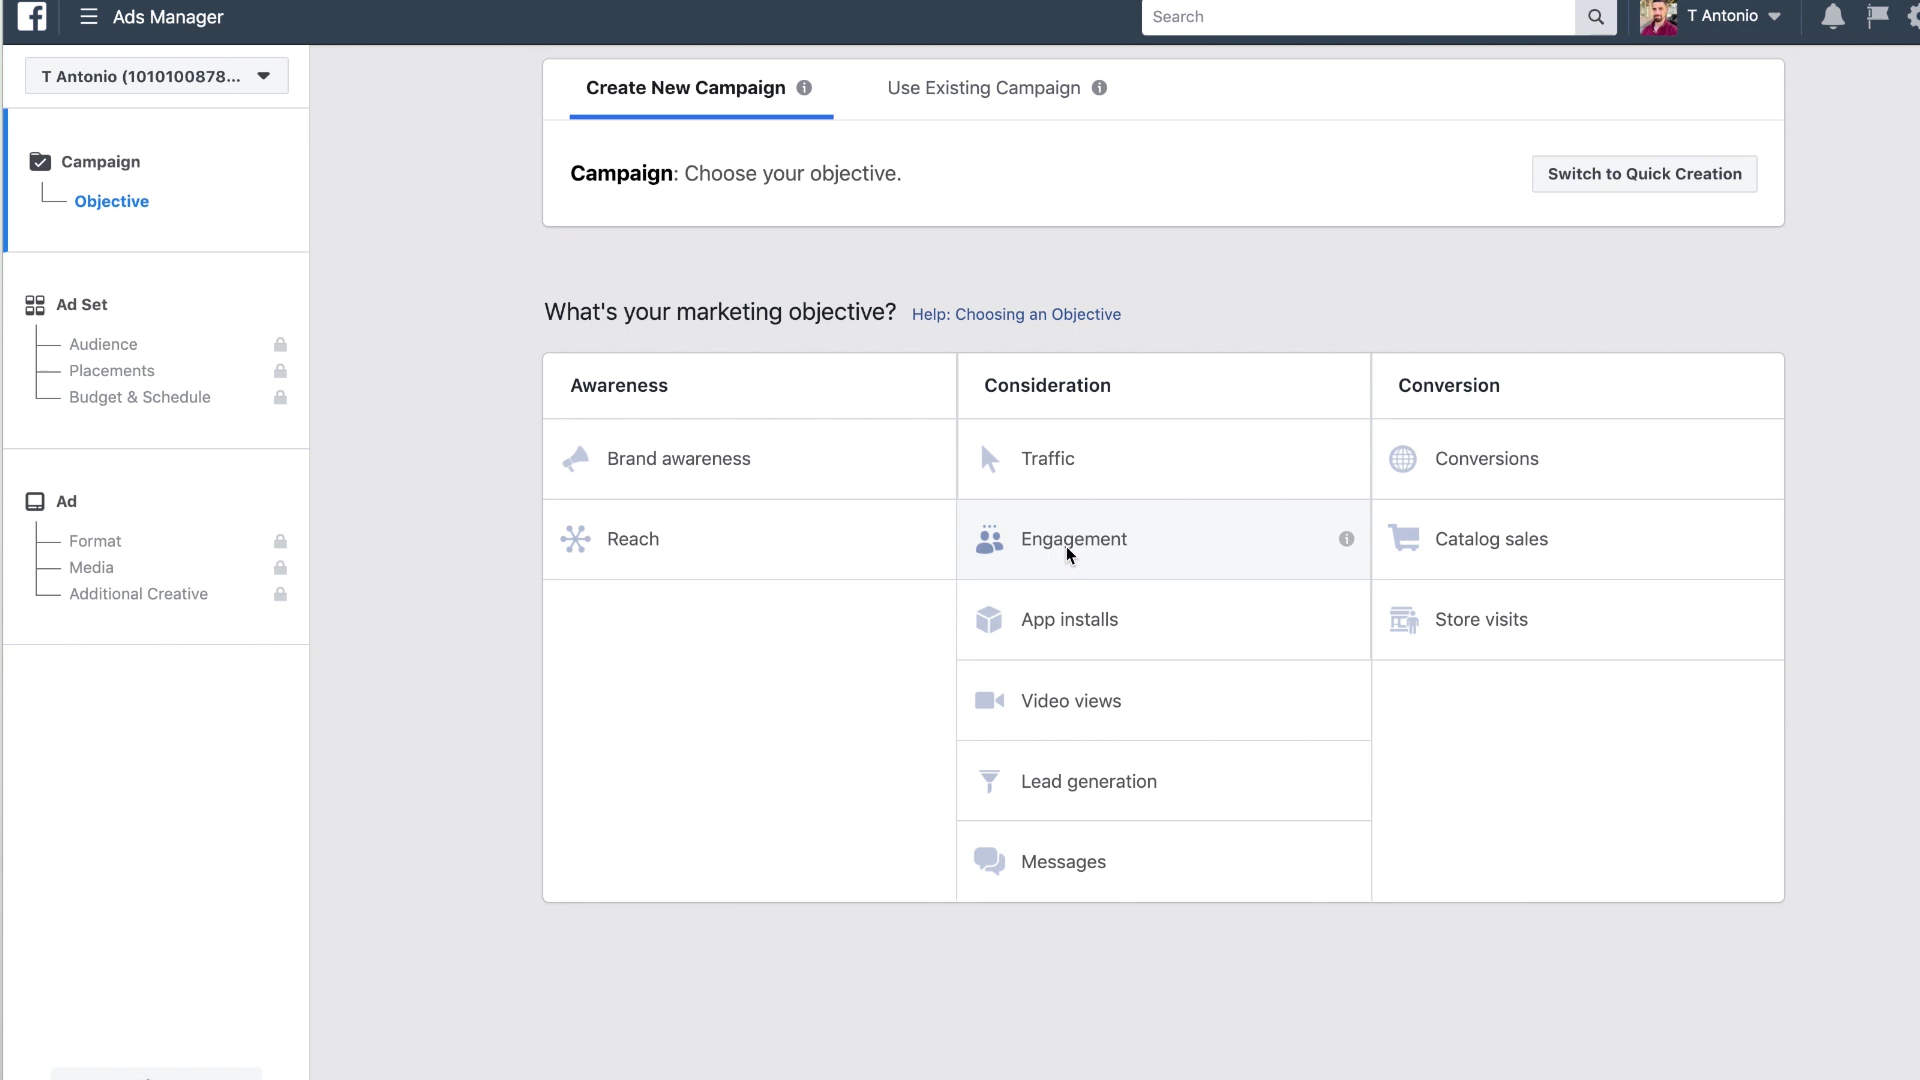 Ads Manager
Search
T Antonio
T Antonio (1010100878...
Campaign
Objective
Ad Set
Audience
Placements
Budget & Schedule
Ad
Format
Media
Additional Creative
Create New Campaign
Use Existing Campaign
Campaign: Choose your objective.
Switch to Quick Creation
What's your marketing objective? Help: Choosing an Objective
Awareness
Brand awareness
Reach
Consideration
Traffic
Engagement
App installs
Video views
Lead generation
Messages
Conversion
Conversions
Catalog sales
Store visits